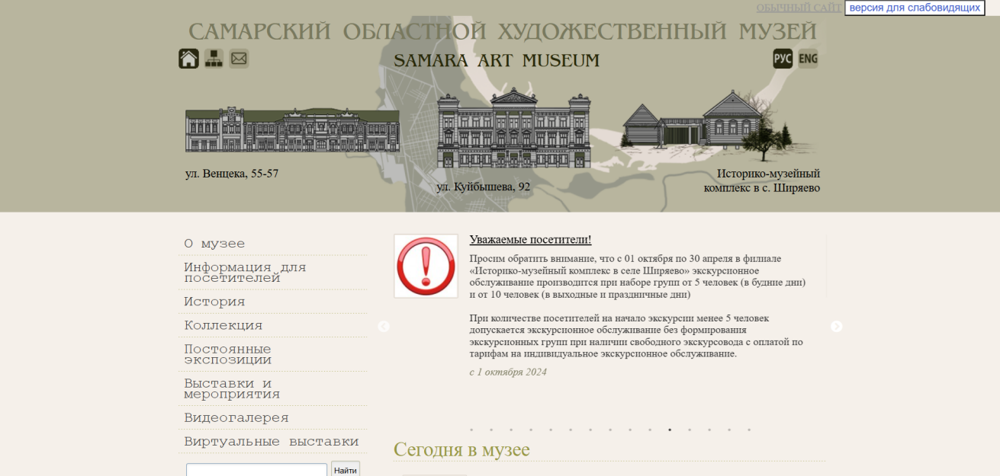 ОБЫЧНЫЙ САЙТ версия для слабовидящих
САМАРСКИЙ ОБЛАСТНОЙ ХУДОЖЕСТВЕННЫЙ МУЗЕЙ
SAMARA ART MUSEUM
РУС ENG
ул. Венцека, 55-57
ул. Куйбышева, 92
Историко-музейный
комплекс в с. Ширяево
О музее
Информация для
посетителей
История
Коллекция
Постоянные
экспозиции
Выставки и
мероприятия
Видеогалерея
Виртуальные выставки
Найти
Уважаемые посетители!
Просим обратить внимание, что с 01 октября по 30 апреля в филиале
«Историко-музейный комплекс в селе Ширяево» экскурсионное
обслуживание производится при наборе групп от 5 человек (в будние дни)
и от 10 человек (в выходные и праздничные дни)
При количестве посетителей на начало экскурсии менее 5 человек
допускается экскурсионное обслуживание без формирования
экскурсионных групп при наличии свободного экскурсовода с оплатой по
тарифам на индивидуальное экскурсионное обслуживание.
с 1 октября 2024
Сегодня в музее